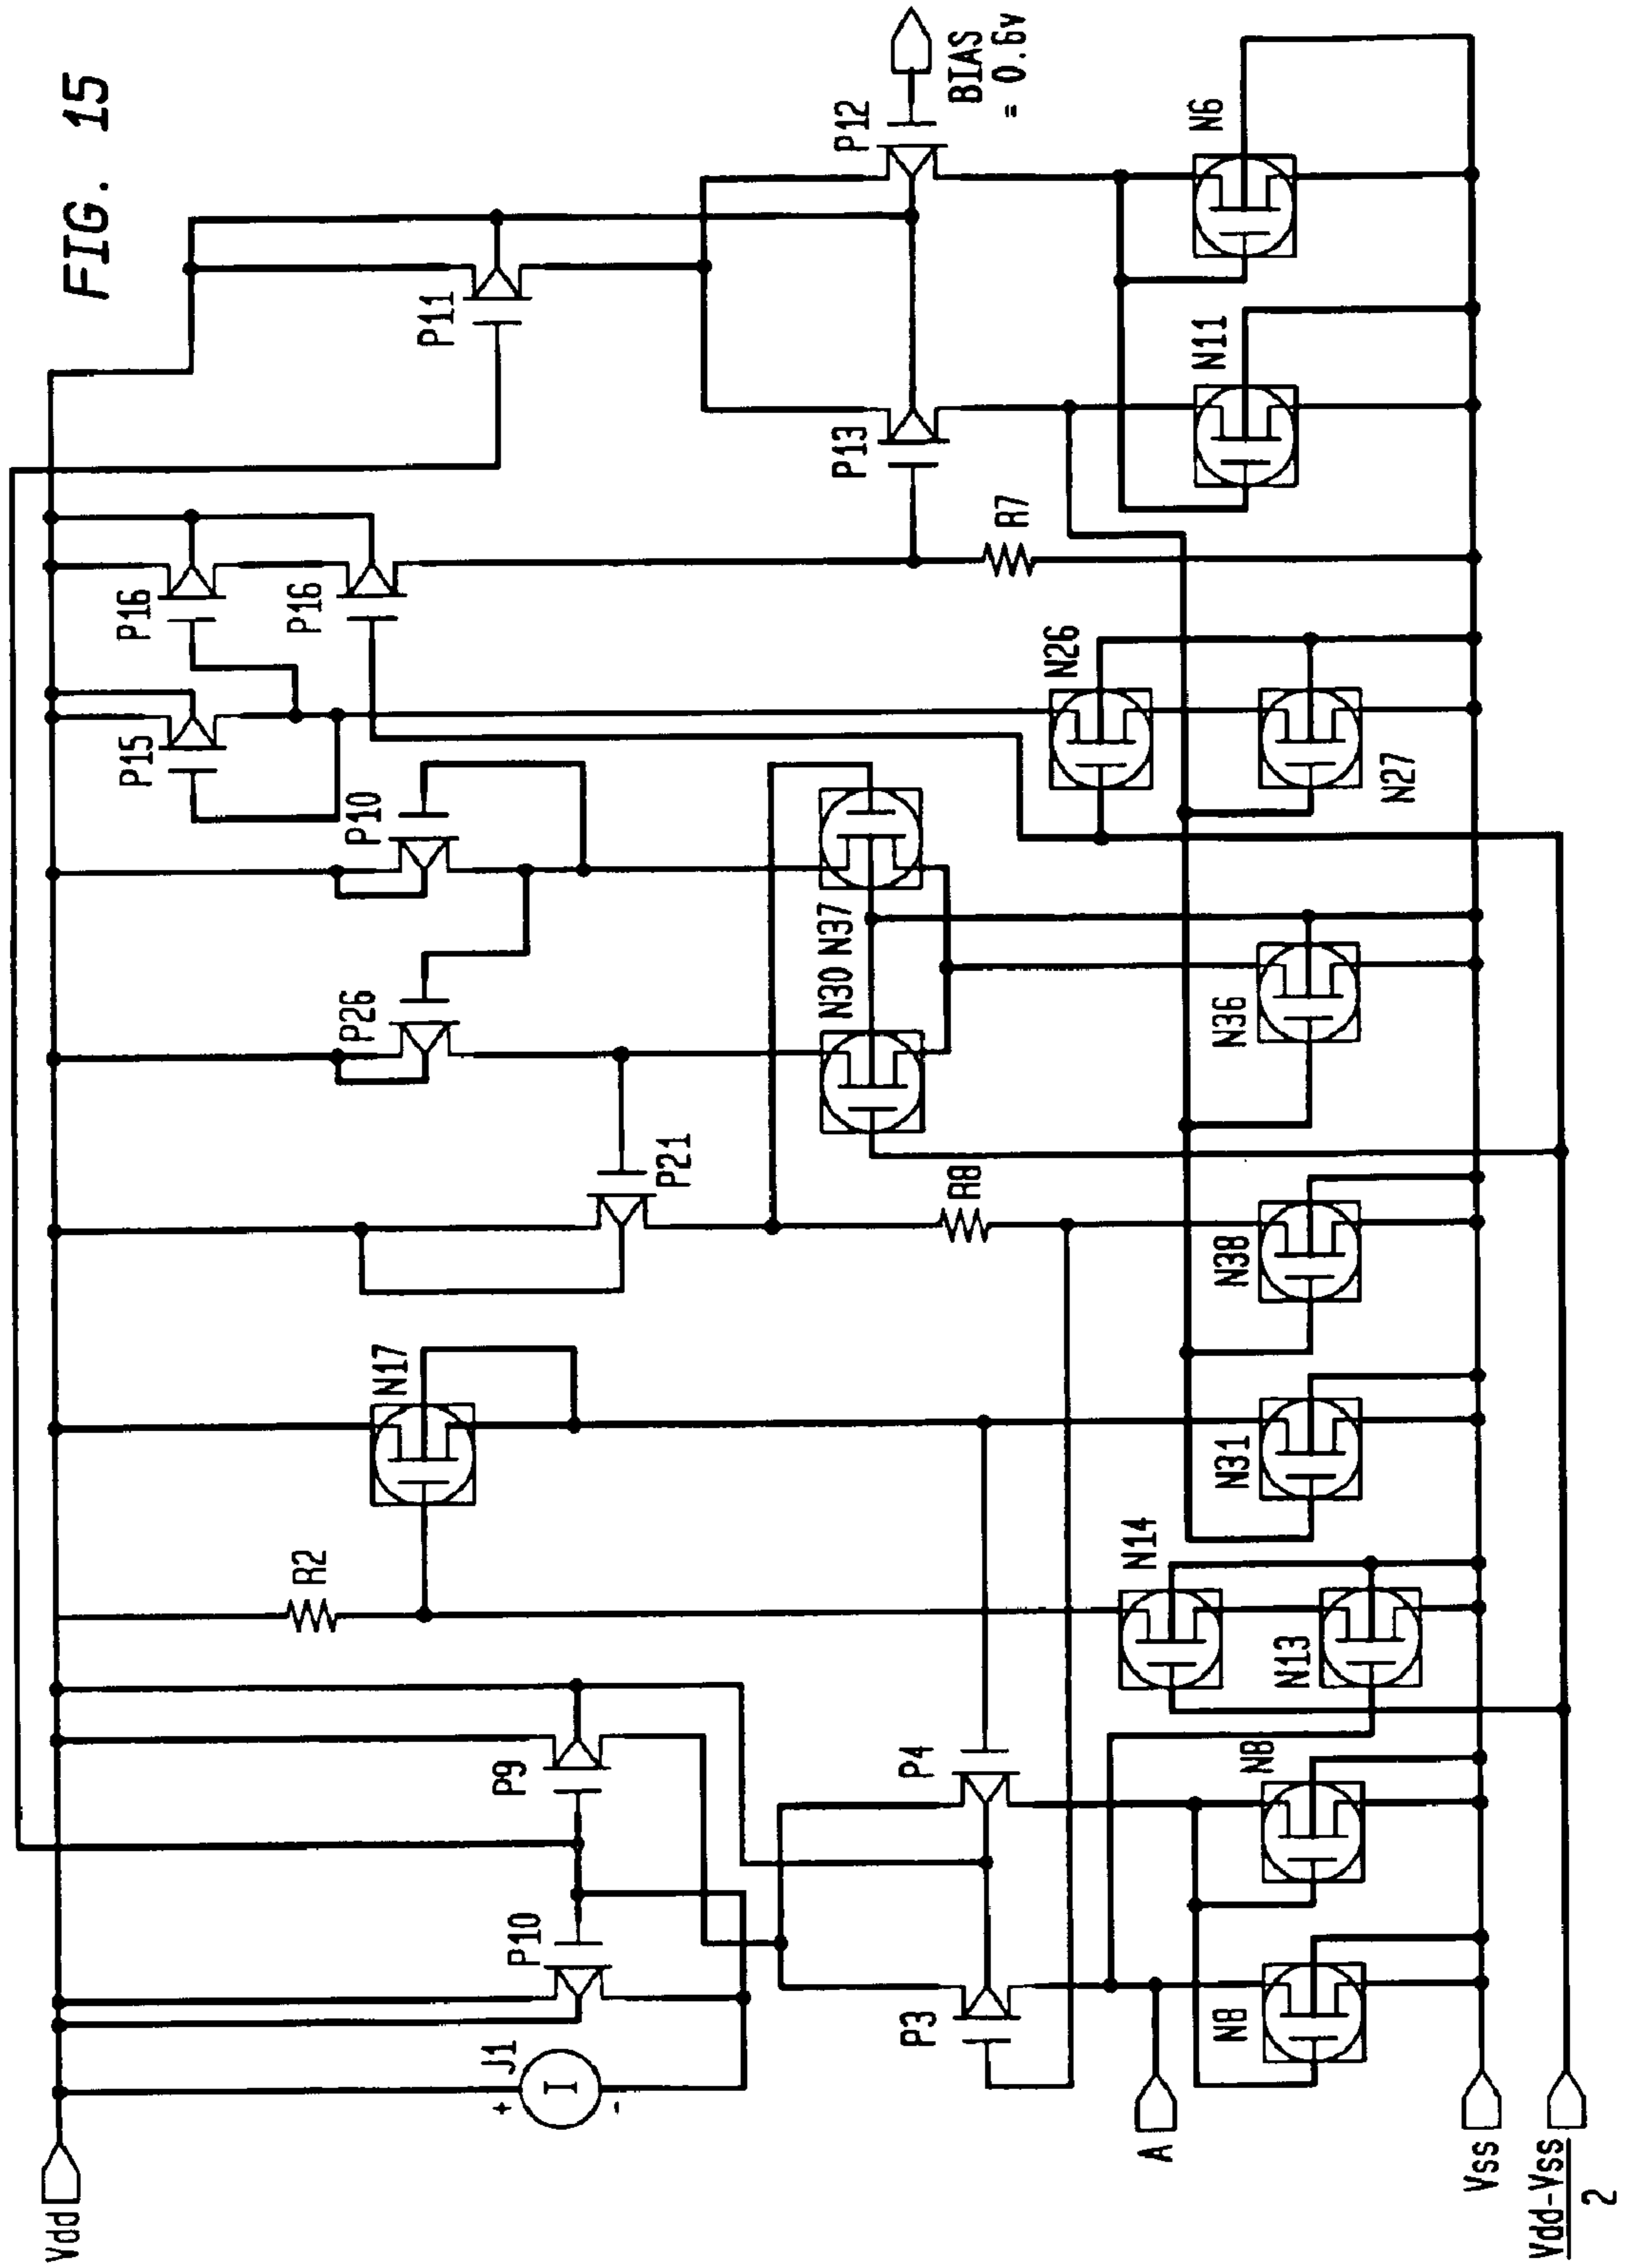 FIG. 15
Vdd
J1
+
I
-
P10
P9
R2
N17
P21
P26
P10
P15
P16
P16
P11
P3
P4
R8
N30
N37
N26
R7
P13
P12
BIAS
= 0.6v
A
N8
N8
N13
N14
N31
N38
N36
N27
N11
N6
Vss
Vdd-Vss
2